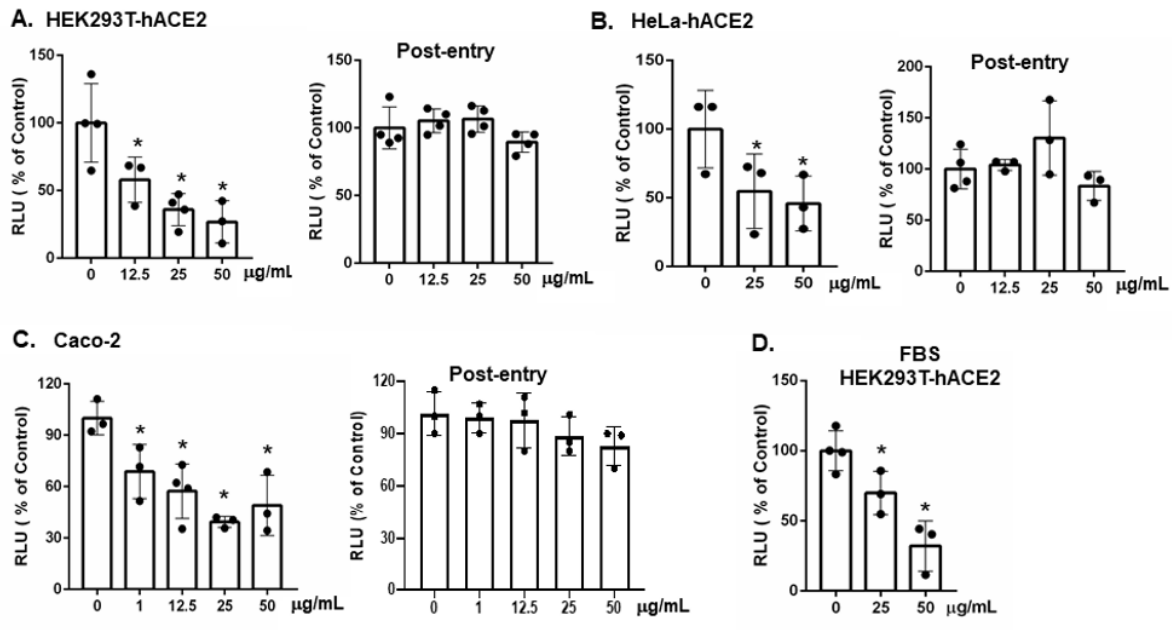 A. HEK293T-hACE2
RLU ( % of Control)
150
100
50
0
* * *
0 12.5 25 50 µg/mL
Post-entry
RLU ( % of Control)
150
100
50
0
0 12.5 25 50 µg/mL
B. HeLa-hACE2
RLU ( % of Control)
150
100
50
0
* *
0 25 50 µg/mL
Post-entry
RLU ( % of Control)
200
150
100
50
0
0 12.5 25 50 µg/mL
C. Caco-2
RLU ( % of Control)
120
90
60
30
0
* * * *
0 1 12.5 25 50 µg/mL
Post-entry
RLU (% of Control)
120
90
60
30
0
0 1 12.5 25 50 µg/mL
D. FBS
HEK293T-hACE2
RLU ( % of Control)
150
100
50
0
* *
0 25 50 µg/mL